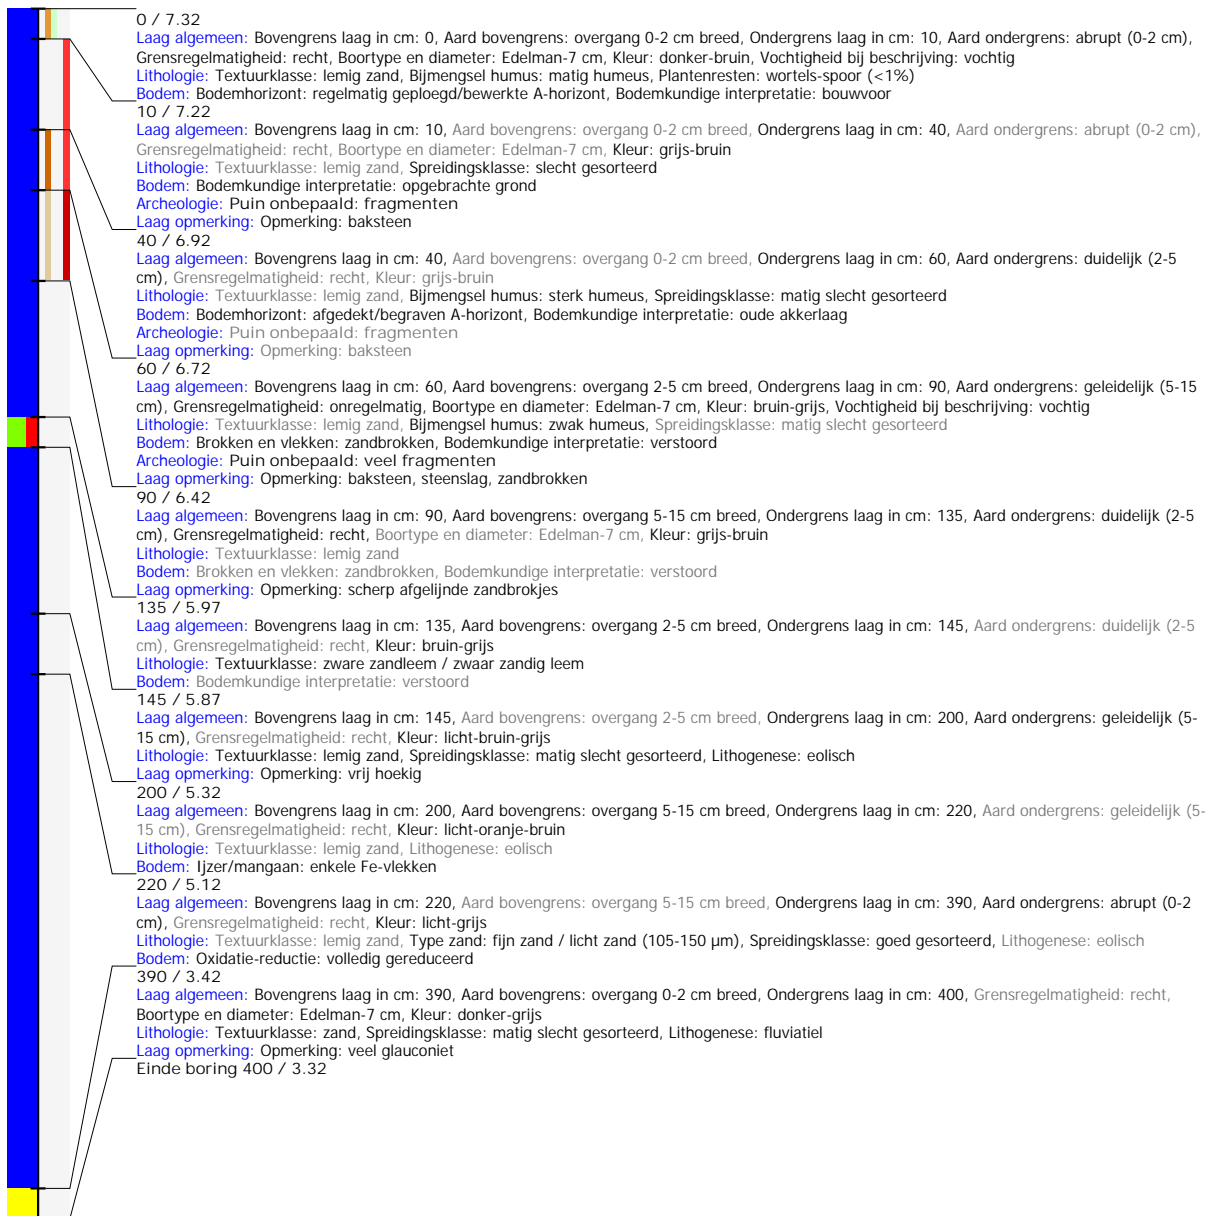 0 / 7.32
Laag algemeen: Bovengrens laag in cm: 0, Aard bovengrens: overgang 0-2 cm breed, Ondergrens laag in cm: 10, Aard ondergrens: abrupt (0-2 cm),
Grensregelmatigheid: recht, Boortype en diameter: Edelman-7 cm, Kleur: donker-bruin, Vochtigheid bij beschrijving: vochtig
Lithologie: Textuurklasse: lemig zand, Bijmengsel humus: matig humeus, Plantenresten: wortels-spoor (<1%)
Bodem: Bodemhorizont: regelmatig geploegd/bewerkte A-horizont, Bodemkundige interpretatie: bouwvoor
10 / 7.22
Laag algemeen: Bovengrens laag in cm: 10, Aard bovengrens: overgang 0-2 cm breed, Ondergrens laag in cm: 40, Aard ondergrens: abrupt (0-2 cm),
Grensregelmatigheid: recht, Boortype en diameter: Edelman-7 cm, Kleur: grijs-bruin
Lithologie: Textuurklasse: lemig zand, Spreidingsklasse: slecht gesorteerd
Bodem: Bodemkundige interpretatie: opgebrachte grond
Archeologie: Puin onbepaald: fragmenten
Laag opmerking: Opmerking: baksteen
40 / 6.92
Laag algemeen: Bovengrens laag in cm: 40, Aard bovengrens: overgang 0-2 cm breed, Ondergrens laag in cm: 60, Aard ondergrens: duidelijk (2-5
cm), Grensregelmatigheid: recht, Kleur: grijs-bruin
Lithologie: Textuurklasse: lemig zand, Bijmengsel humus: sterk humeus, Spreidingsklasse: matig slecht gesorteerd
Bodem: Bodemhorizont: afgedekt/begraven A-horizont, Bodemkundige interpretatie: oude akkerlaag
Archeologie: Puin onbepaald: fragmenten
Laag opmerking: Opmerking: baksteen
60 / 6.72
Laag algemeen: Bovengrens laag in cm: 60, Aard bovengrens: overgang 2-5 cm breed, Ondergrens laag in cm: 90, Aard ondergrens: geleidelijk (5-15
cm), Grensregelmatigheid: onregelmatig, Boortype en diameter: Edelman-7 cm, Kleur: bruin-grijs, Vochtigheid bij beschrijving: vochtig
Lithologie: Textuurklasse: lemig zand, Bijmengsel humus: zwak humeus, Spreidingsklasse: matig slecht gesorteerd
Bodem: Brokken en vlekken: zandbrokken, Bodemkundige interpretatie: verstoord
Archeologie: Puin onbepaald: veel fragmenten
Laag opmerking: Opmerking: baksteen, steenslag, zandbrokken
90 / 6.42
Laag algemeen: Bovengrens laag in cm: 90, Aard bovengrens: overgang 5-15 cm breed, Ondergrens laag in cm: 135, Aard ondergrens: duidelijk (2-5
cm), Grensregelmatigheid: recht, Boortype en diameter: Edelman-7 cm, Kleur: grijs-bruin
Lithologie: Textuurklasse: lemig zand
Bodem: Brokken en vlekken: zandbrokken, Bodemkundige interpretatie: verstoord
Laag opmerking: Opmerking: scherp afgelijnde zandbrokjes
135 / 5.97
Laag algemeen: Bovengrens laag in cm: 135, Aard bovengrens: overgang 2-5 cm breed, Ondergrens laag in cm: 145, Aard ondergrens: duidelijk (2-5
cm), Grensregelmatigheid: recht, Kleur: bruin-grijs
Lithologie: Textuurklasse: zware zandleem / zwaar zandig leem
Bodem: Bodemkundige interpretatie: verstoord
145 / 5.87
Laag algemeen: Bovengrens laag in cm: 145, Aard bovengrens: overgang 2-5 cm breed, Ondergrens laag in cm: 200, Aard ondergrens: geleidelijk (5-
15 cm), Grensregelmatigheid: recht, Kleur: licht-bruin-grijs
Lithologie: Textuurklasse: lemig zand, Spreidingsklasse: matig slecht gesorteerd, Lithogenese: eolisch
Laag opmerking: Opmerking: vrij hoekig
200 / 5.32
Laag algemeen: Bovengrens laag in cm: 200, Aard bovengrens: overgang 5-15 cm breed, Ondergrens laag in cm: 220, Aard ondergrens: geleidelijk (5-
15 cm), Grensregelmatigheid: recht, Kleur: licht-oranje-bruin
Lithologie: Textuurklasse: lemig zand, Lithogenese: eolisch
Bodem: Ijzer/mangaan: enkele Fe-vlekken
220 / 5.12
Laag algemeen: Bovengrens laag in cm: 220, Aard bovengrens: overgang 5-15 cm breed, Ondergrens laag in cm: 390, Aard ondergrens: abrupt (0-2
cm), Grensregelmatigheid: recht, Kleur: licht-grijs
Lithologie: Textuurklasse: lemig zand, Type zand: fijn zand / licht zand (105-150 µm), Spreidingsklasse: goed gesorteerd, Lithogenese: eolisch
Bodem: Oxidatie-reductie: volledig gereduceerd
390 / 3.42
Laag algemeen: Bovengrens laag in cm: 390, Aard bovengrens: overgang 0-2 cm breed, Ondergrens laag in cm: 400, Grensregelmatigheid: recht,
Boortype en diameter: Edelman-7 cm, Kleur: donker-grijs
Lithologie: Textuurklasse: zand, Spreidingsklasse: matig slecht gesorteerd, Lithogenese: fluviatiel
Laag opmerking: Opmerking: veel glauconiet
Einde boring 400 / 3.32